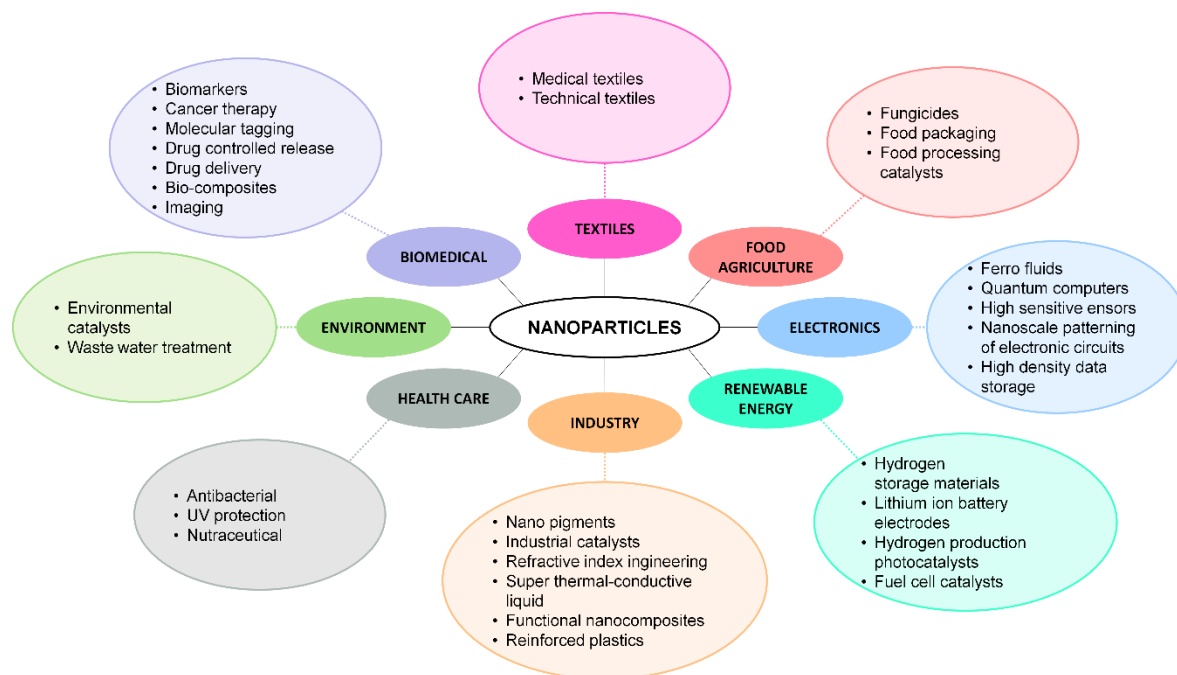 • Medical textiles
• Technical textiles
• Biomarkers
• Cancer therapy
• Molecular tagging
• Drug controlled release
• Drug delivery
• Bio-composites
• Imaging
• Fungicides
• Food packaging
• Food processing
catalysts
TEXTILES
BIOMEDICAL
FOOD
AGRICULTURE
• Environmental
catalysts
• Waste water treatment
ENVIRONMENT
NANOPARTICLES
ELECTRONICS
• Ferro fluids
• Quantum computers
• High sensitive ensors
• Nanoscale patterning
of electronic circuits
• High density data
storage
HEALTH CARE
INDUSTRY
RENEWABLE
ENERGY
• Antibacterial
• UV protection
• Nutraceutical
• Nano pigments
• Industrial catalysts
• Refractive index ingineering
• Super thermal-conductive
liquid
• Functional nanocomposites
• Reinforced plastics
• Hydrogen
storage materials
• Lithium ion battery
electrodes
• Hydrogen production
photocatalysts
• Fuel cell catalysts